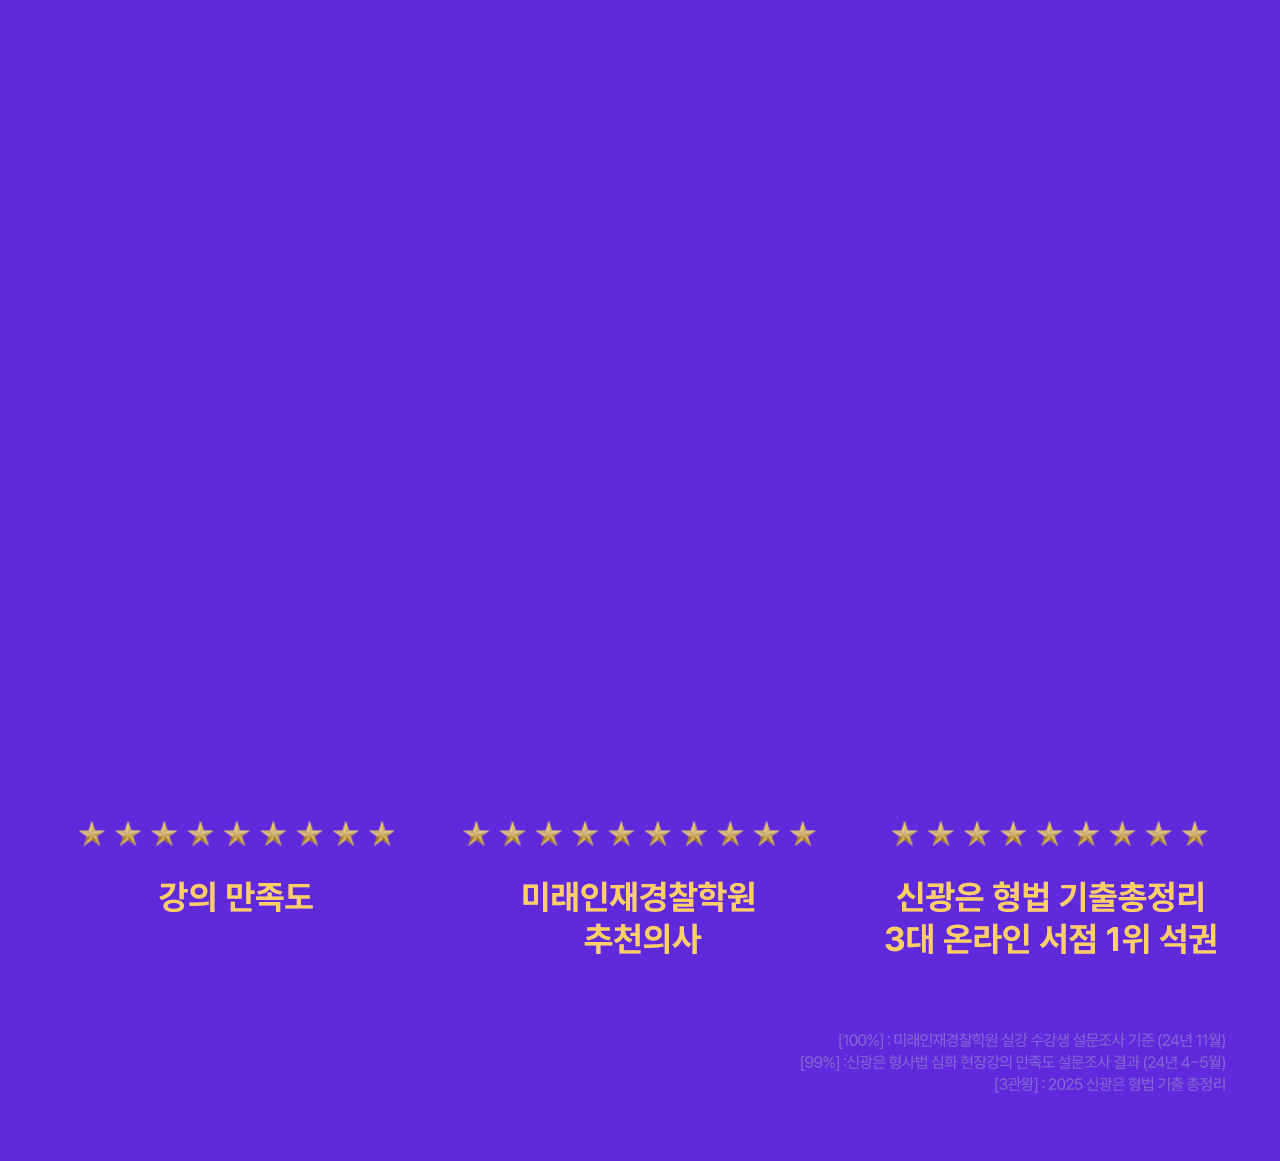 강의 만족도
미래인재경찰학원
추천의사
신광은 형법 기출총정리
3대 온라인 서점 1위 석권
[100%] : 미래인재경찰학원 실강 수강생 설문조사 기준 (24년 11월)
[99%] :신광은 형사법 심화 현장강의 만족도 설문조사 결과 (24년 4~5월)
[3관왕] : 2025 신광은 형법 기출 총정리